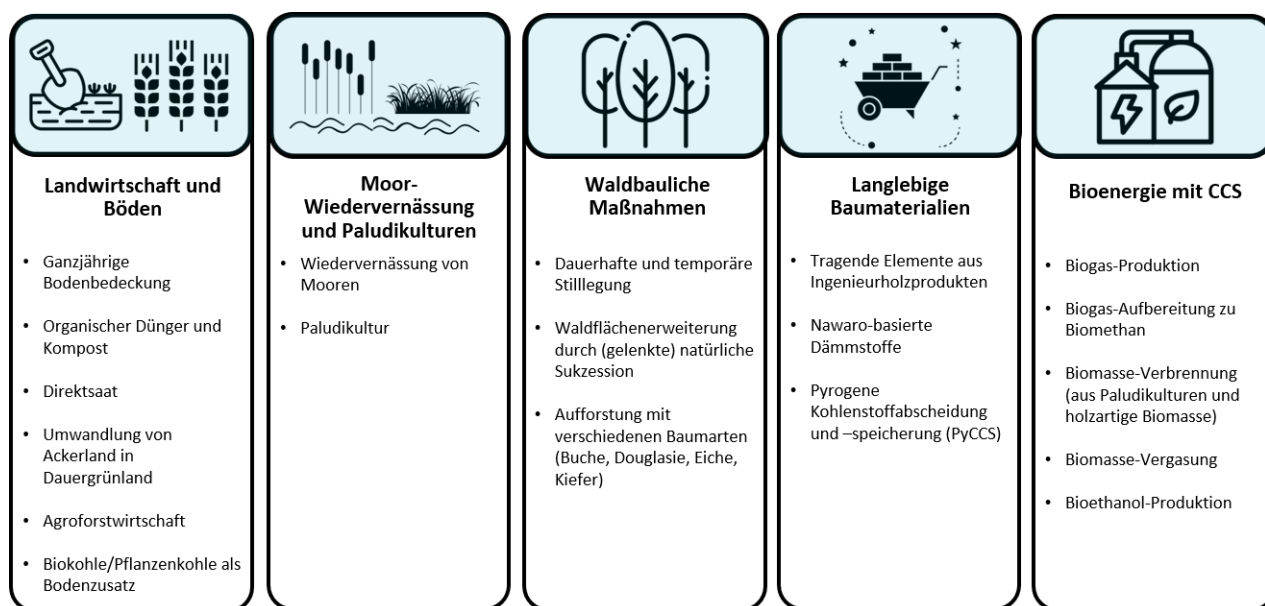 Landwirtschaft und
Böden
• Ganzjährige
Bodenbedeckung
• Organischer Dünger und
Kompost
• Direktsaat
• Umwandlung von
Ackerland in
Dauergrünland
• Agroforstwirtschaft
• Biokohle/Pflanzenkohle als
Bodenzusatz
Moor-
Wiedervernässung
und Paludikulturen
• Wiedervernässung von
Mooren
• Paludikultur
Waldbauliche
Maßnahmen
• Dauerhafte und temporäre
Stilllegung
• Waldflächenerweiterung
durch (gelenkte) natürliche
Sukzession
• Aufforstung mit
verschiedenen Baumarten
(Buche, Douglasie, Eiche,
Kiefer)
Langlebige
Baumaterialien
• Tragende Elemente aus
Ingenieurholzprodukten
• Nawaro-basierte
Dämmstoffe
• Pyrogene
Kohlenstoffabscheidung
und –speicherung (PyCCS)
Bioenergie mit CCS
• Biogas-Produktion
• Biogas-Aufbereitung zu
Biomethan
• Biomasse-Verbrennung
(aus Paludikulturen und
holzartige Biomasse)
• Biomasse-Vergasung
• Bioethanol-Produktion